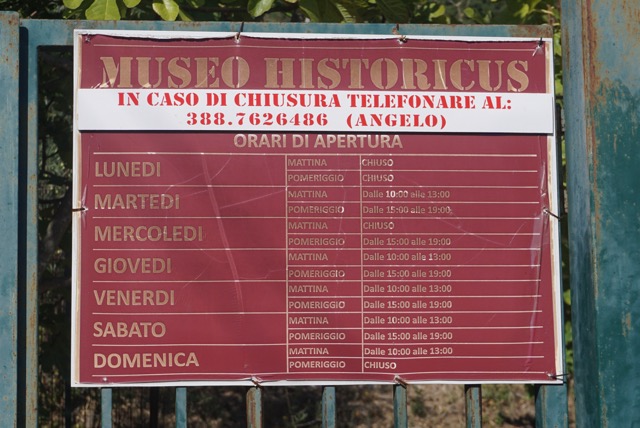 MUSEO HISTORICUS
IN CASO DI CHIUSURA TELEFONARE AL:
388.7626486 (ANGELO)
ORARI DI APERTURA
LUNEDI MATTINA CHIUSO
POMERIGGIO CHIUSO
MARTEDI MATTINA Dalle 10:00 alle 13:00
POMERIGGIO Dalle 15:00 alle 19:00
MERCOLEDI MATTINA CHIUSO
POMERIGGIO Dalle 15:00 alle 19:00
GIOVEDI MATTINA Dalle 10:00 alle 13:00
POMERIGGIO Dalle 15:00 alle 19:00
VENERDI MATTINA Dalle 10:00 alle 13:00
POMERIGGIO Dalle 15:00 alle 19:00
SABATO MATTINA Dalle 10:00 alle 13:00
POMERIGGIO Dalle 15:00 alle 19:00
DOMENICA MATTINA Dalle 10:00 alle 13:00
POMERIGGIO CHIUSO